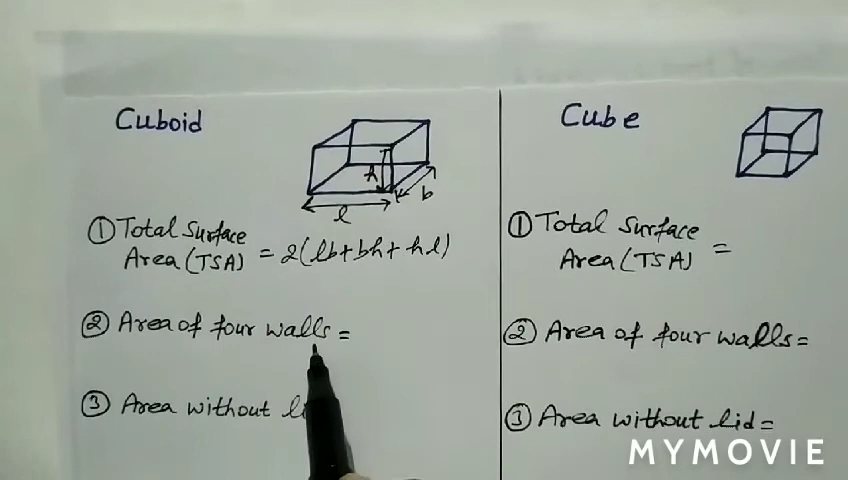 Cuboid
h
b
l
① Total Surface
Area (TSA) = 2(lb+bh+hl)
② Area of four walls =
③ Area without
Cube
① Total Surface
Area (TSA) =
② Area of four walls =
③ Area without lid =
MYMOVIE